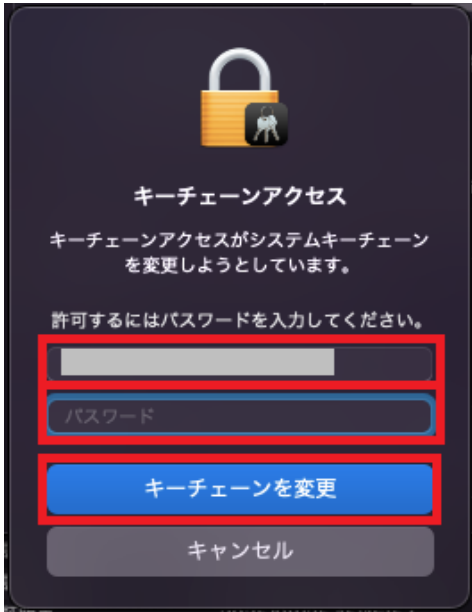 キーチェーンアクセス
キーチェーンアクセスがシステムキーチェーン
を変更しようとしています。
許可するにはパスワードを入力してください。
パスワード
キーチェーンを変更
キャンセル